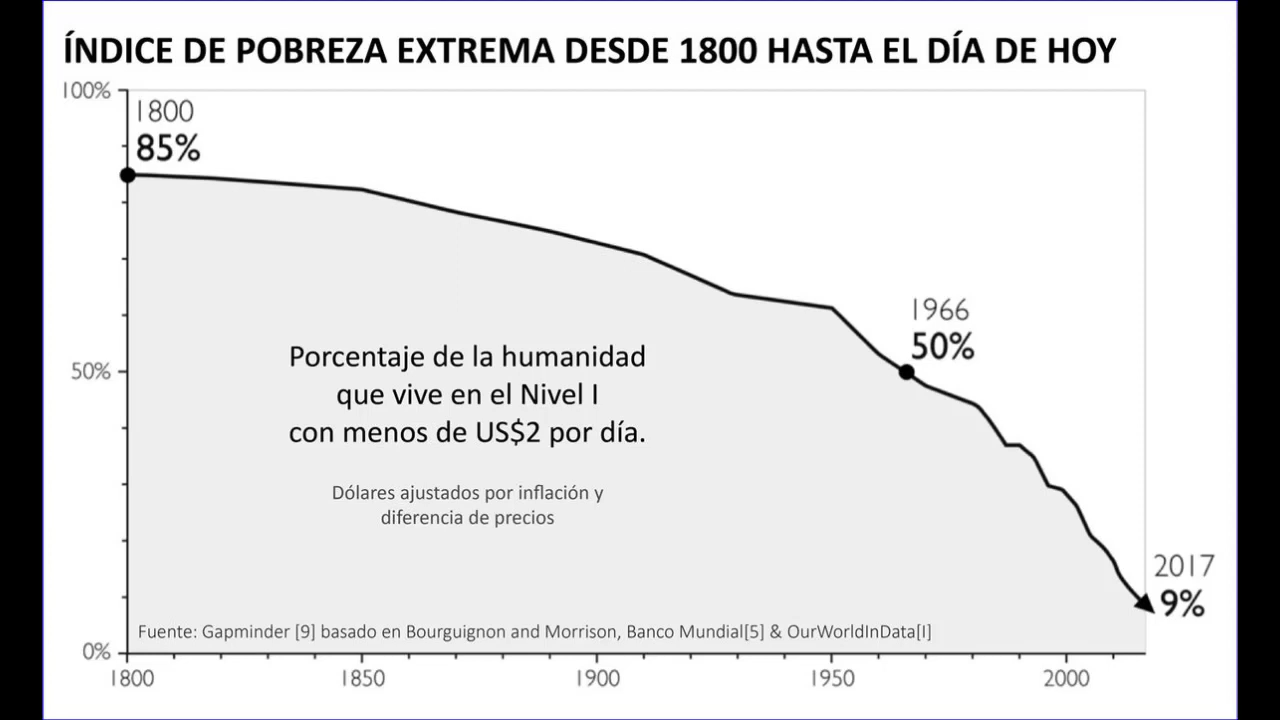 ÍNDICE DE POBREZA EXTREMA DESDE 1800 HASTA EL DÍA DE HOY
100%
1800
85%
1966
50%
50%
Porcentaje de la humanidad
que vive en el Nivel I
con menos de US$2 por día.
Dólares ajustados por inflación y
diferencia de precios
2017
9%
Fuente: Gapminder [9] basado en Bourguignon and Morrison, Banco Mundial[5] & OurWorldInData[I]
0%
1800 1850 1900 1950 2000